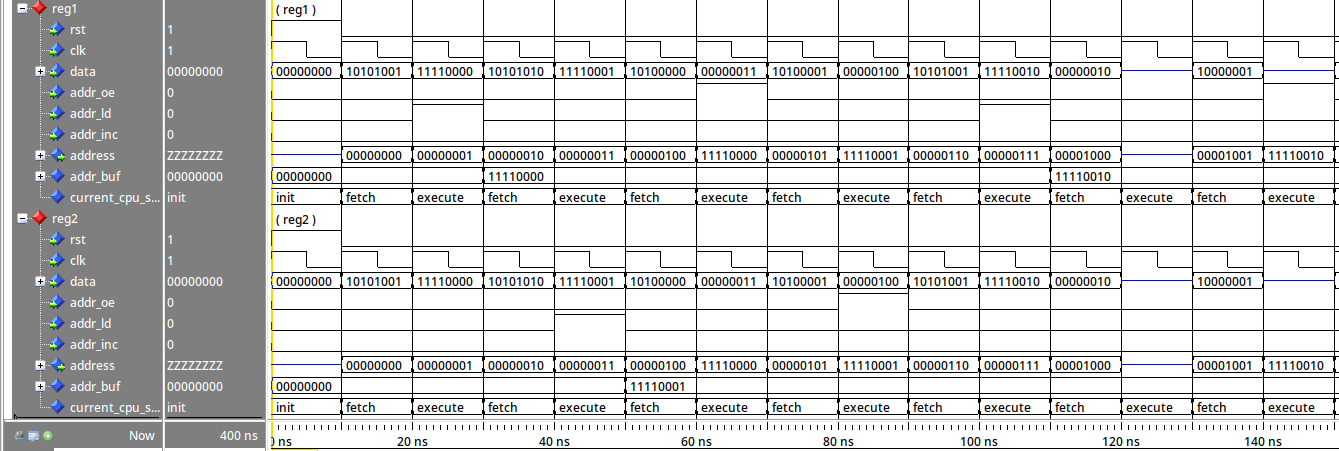 reg1 ( reg1 )
rst 1
clk 1
data 00000000 00000000 10101001 11110000 10101010 11110001 10100000 00000011 10100001 00000100 10101001 11110010 00000010 10000001
addr_oe 0
addr_ld 0
addr_inc 0
address ZZZZZZZZ 00000000 00000001 00000010 00000011 00000100 11110000 00000101 11110001 00000110 00000111 00001000 00001001 11110010
addr_buf 00000000 00000000 11110000 11110010
current_cpu_s... init init fetch execute fetch execute fetch execute fetch execute fetch execute fetch execute fetch execute
reg2 ( reg2 )
rst 1
clk 1
data 00000000 00000000 10101001 11110000 10101010 11110001 10100000 00000011 10100001 00000100 10101001 11110010 00000010 10000001
addr_oe 0
addr_ld 0
addr_inc 0
address ZZZZZZZZ 00000000 00000001 00000010 00000011 00000100 11110000 00000101 11110001 00000110 00000111 00001000 00001001 11110010
addr_buf 00000000 00000000 11110001
current_cpu_s... init init fetch execute fetch execute fetch execute fetch execute fetch execute fetch execute fetch execute
Now 400 ns 0 ns 20 ns 40 ns 60 ns 80 ns 100 ns 120 ns 140 ns